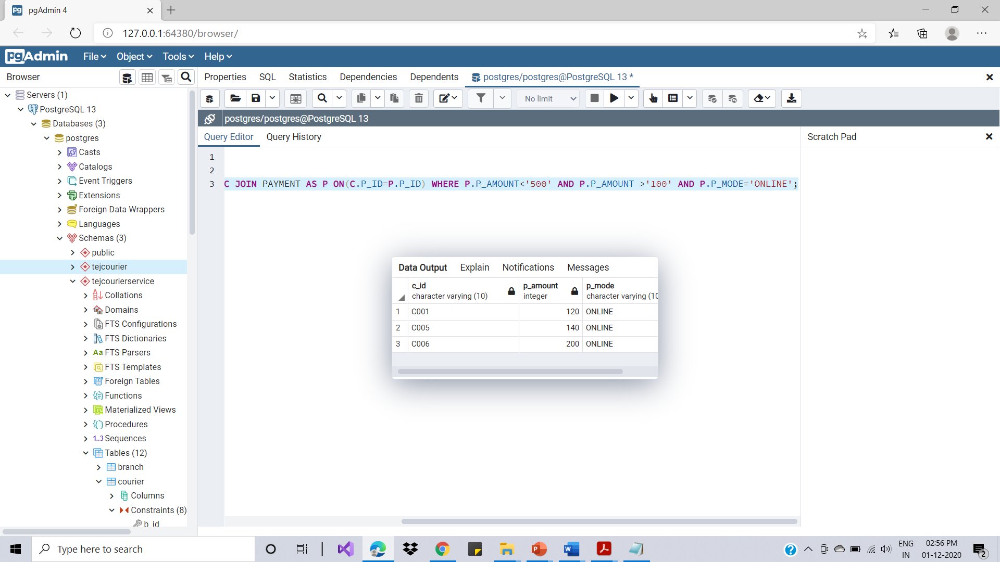 pgAdmin 4
127.0.0.1:64380/browser/
pgAdmin File Object Tools Help
Browser
Properties SQL Statistics Dependencies Dependents postgres/postgres@PostgreSQL 13 *
No limit
postgres/postgres@PostgreSQL 13
Query Editor Query History
Scratch Pad
1
2
3 C JOIN PAYMENT AS P ON(C.P_ID=P.P_ID) WHERE P.P_AMOUNT<'500' AND P.P_AMOUNT >'100' AND P.P_MODE='ONLINE';
Servers (1)
PostgreSQL 13
Databases (3)
postgres
Casts
Catalogs
Event Triggers
Extensions
Foreign Data Wrappers
Languages
Schemas (3)
public
tejcourier
tejcourierservice
Collations
Domains
FTS Configurations
FTS Dictionaries
Aa FTS Parsers
FTS Templates
Foreign Tables
Functions
Materialized Views
Procedures
1..3 Sequences
Tables (12)
branch
courier
Columns
Constraints (8)
b_id
Data Output Explain Notifications Messages
c_id p_amount p_mode
character varying (10) integer character varying (10
1 C001 120 ONLINE
2 C005 140 ONLINE
3 C006 200 ONLINE
Type here to search
ENG
IN
02:56 PM
01-12-2020
2